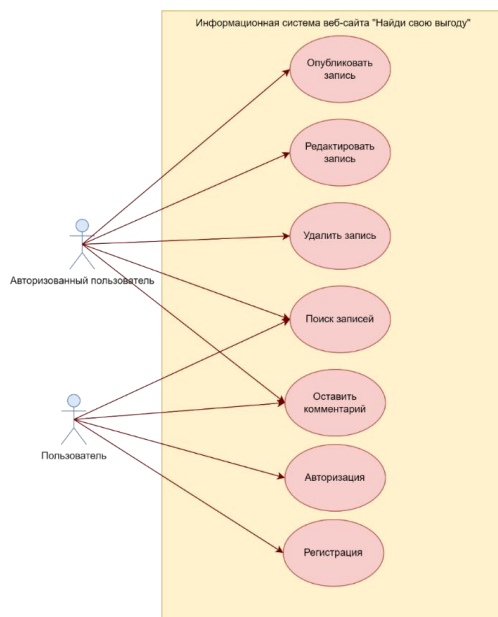 Информационная система веб-сайта "Найди свою выгоду"
Опубликовать
запись
Редактировать
запись
Удалить запись
Авторизованный пользователь
Поиск записей
Оставить
комментарий
Пользователь
Авторизация
Регистрация